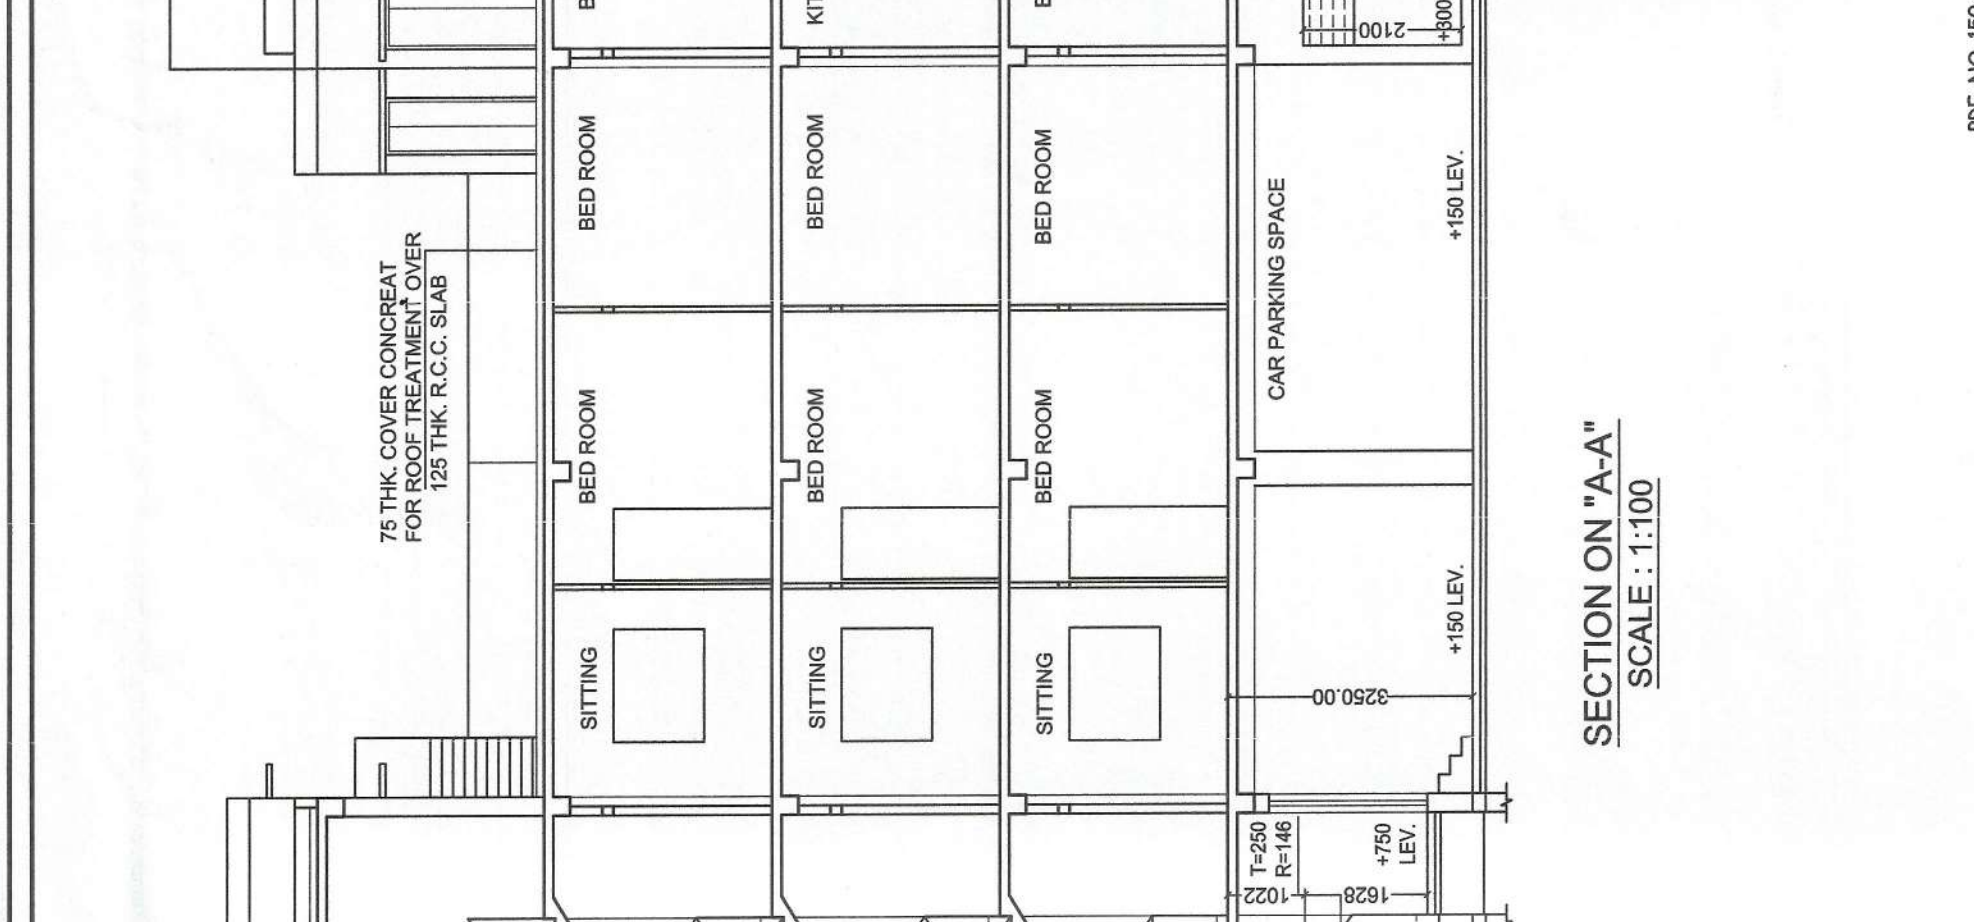 75 THK. COVER CONCREAT
FOR ROOF TREATMENT OVER
125 THK. R.C.C. SLAB
SITTING
BED ROOM
BED ROOM
SITTING
BED ROOM
BED ROOM
SITTING
BED ROOM
BED ROOM
CAR PARKING SPACE
2100
+300
+150 LEV.
+150 LEV.
3250.00
T=250
R=146
+750
LEV.
1022
1628
SECTION ON "A-A"
SCALE : 1:100